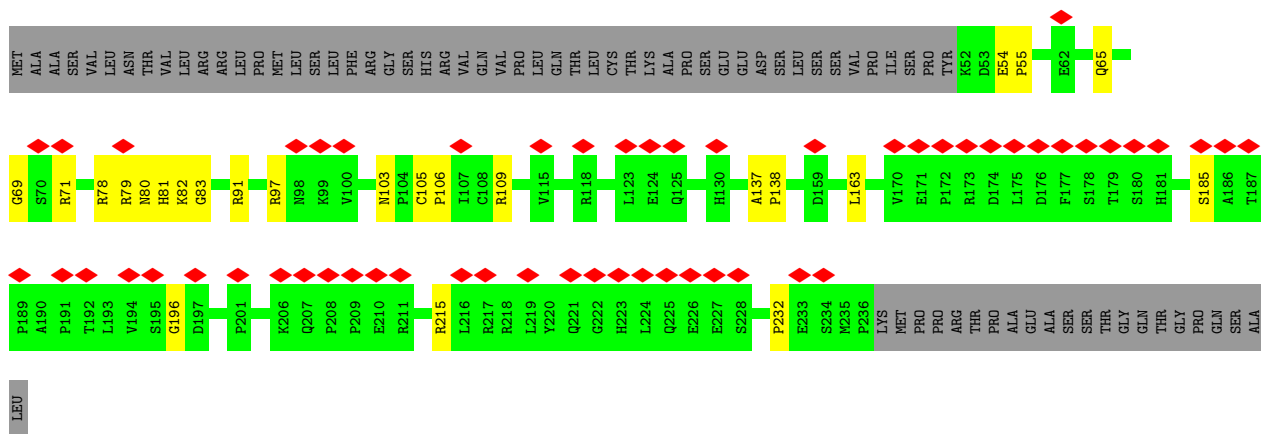 MET ALA ALA SER VAL LEU ASN THR VAL LEU ARG ARG LEU PRO MET LEU SER LEU PHE ARG GLY SER HIS ARG VAL GLN VAL PRO LEU GLN THR LEU CYS THR LYS ALA PRO SER GLU GLU ASP SER LEU SER SER VAL PRO ILE SER PRO TYR K52 D53 E54 P55 E62 Q65
G69 S70 R71 R78 R79 N80 H81 K82 G83 R91 R97 N98 K99 V100 N103 P104 C105 P106 I107 C108 R109 V115 R118 L123 E124 Q125 H130 A137 P138 D159 L163 V170 E171 P172 R173 D174 L175 D176 F177 S178 T179 S180 H181 S185 A186 T187
P189 A190 P191 T192 L193 V194 S195 G196 D197 P201 K206 Q207 P208 P209 E210 R211 R215 L216 R217 R218 L219 Y220 Q221 G222 H223 L224 Q225 E226 E227 S228 P232 E233 S234 M235 P236 LYS MET PRO PRO ARG THR PRO ALA GLU ALA SER SER THR GLY GLN THR GLY PRO GLN SER ALA
LEU